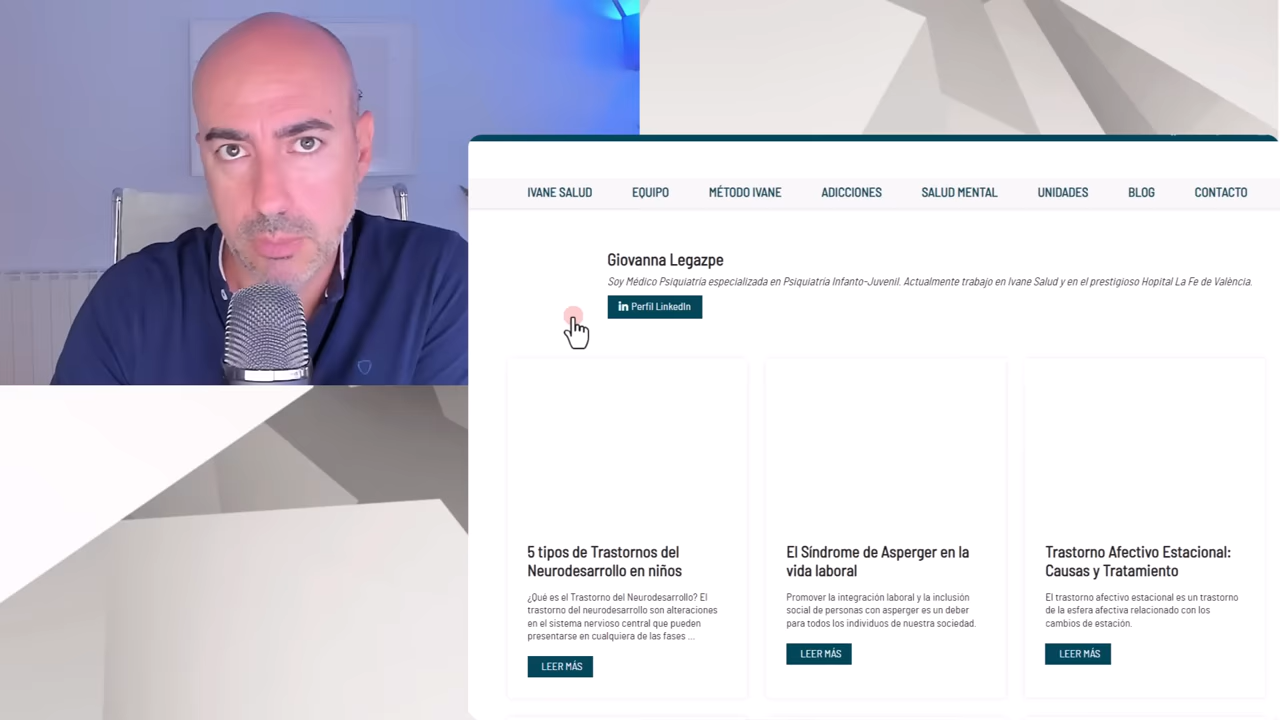 IVANE SALUD EQUIPO MÉTODO IVANE ADICCIONES SALUD MENTAL UNIDADES BLOG CONTACTO
Giovanna Legazpe
Soy Médico Psiquiatria especializada en Psiquiatría Infanto-Juvenil. Actualmente trabajo en Ivane Salud y en el prestigioso Hopital La Fe de València.
in Perfil LinkedIn
5 tipos de Trastornos del
Neurodesarrollo en niños
¿Qué es el Trastorno del Neurodesarrollo? El
trastorno del neurodesarrollo son alteraciones
en el sistema nervioso central que pueden
presentarse en cualquiera de las fases ...
LEER MÁS
El Síndrome de Asperger en la
vida laboral
Promover la integración laboral y la inclusión
social de personas con asperger es un deber
para todos los individuos de nuestra sociedad.
LEER MÁS
Trastorno Afectivo Estacional:
Causas y Tratamiento
El trastorno afectivo estacional es un trastorno
de la esfera afectiva relacionado con los
cambios de estación.
LEER MÁS